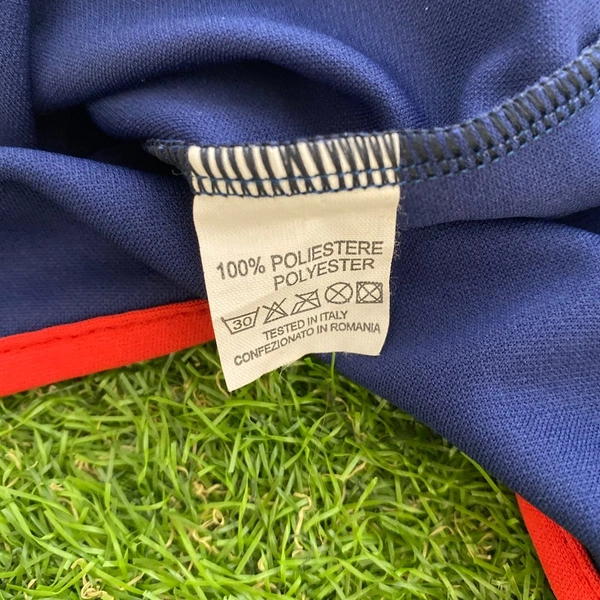 100% POLIESTERE
POLYESTER
30
TESTED IN ITALY
CONFEZIONATO IN ROMANIA